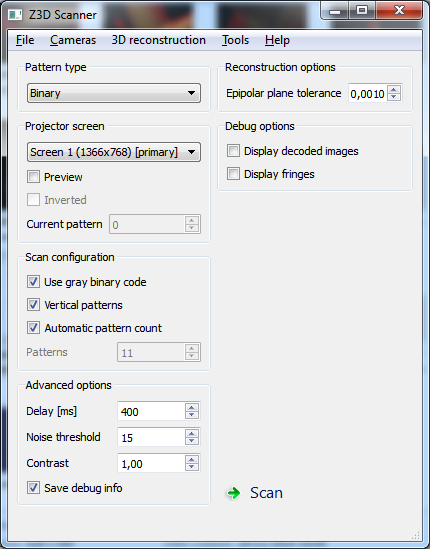 Z3D Scanner
File Cameras 3D reconstruction Tools Help
Pattern type
Binary
Projector screen
Screen 1 (1366x768) [primary]
Preview
Inverted
Current pattern 0
Scan configuration
Use gray binary code
Vertical patterns
Automatic pattern count
Patterns 11
Advanced options
Delay [ms] 400
Noise threshold 15
Contrast 1,00
Save debug info
Reconstruction options
Epipolar plane tolerance 0,0010
Debug options
Display decoded images
Display fringes
Scan